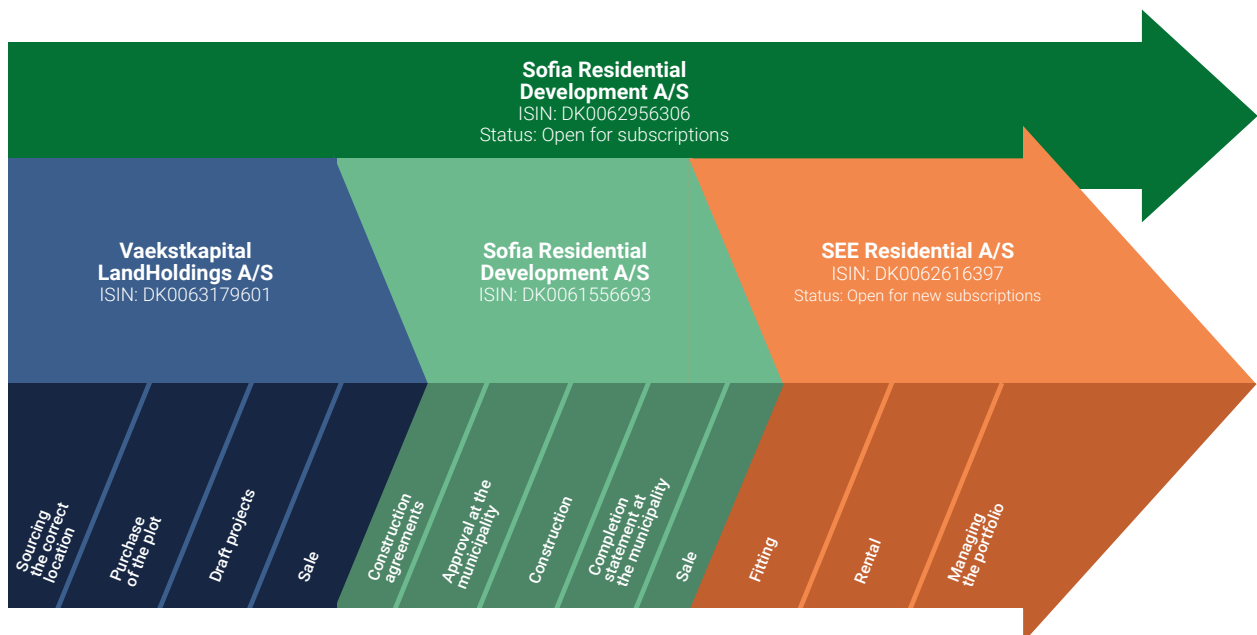 Sofia Residential
Development A/S
ISIN: DK0062956306
Status: Open for subscriptions
Vaekstkapital
LandHoldings A/S
ISIN: DK0063179601
Sofia Residential
Development A/S
ISIN: DK0061556693
SEE Residential A/S
ISIN: DK0062616397
Status: Open for new subscriptions
Sourcing
the correct
location
Purchase
of the plot
Draft projects
Sale
Construction
agreements
Approval at the
municipality
Construction
Completion
statement at
the municipality
Sale
Fitting
Rental
Managing
the portfolio